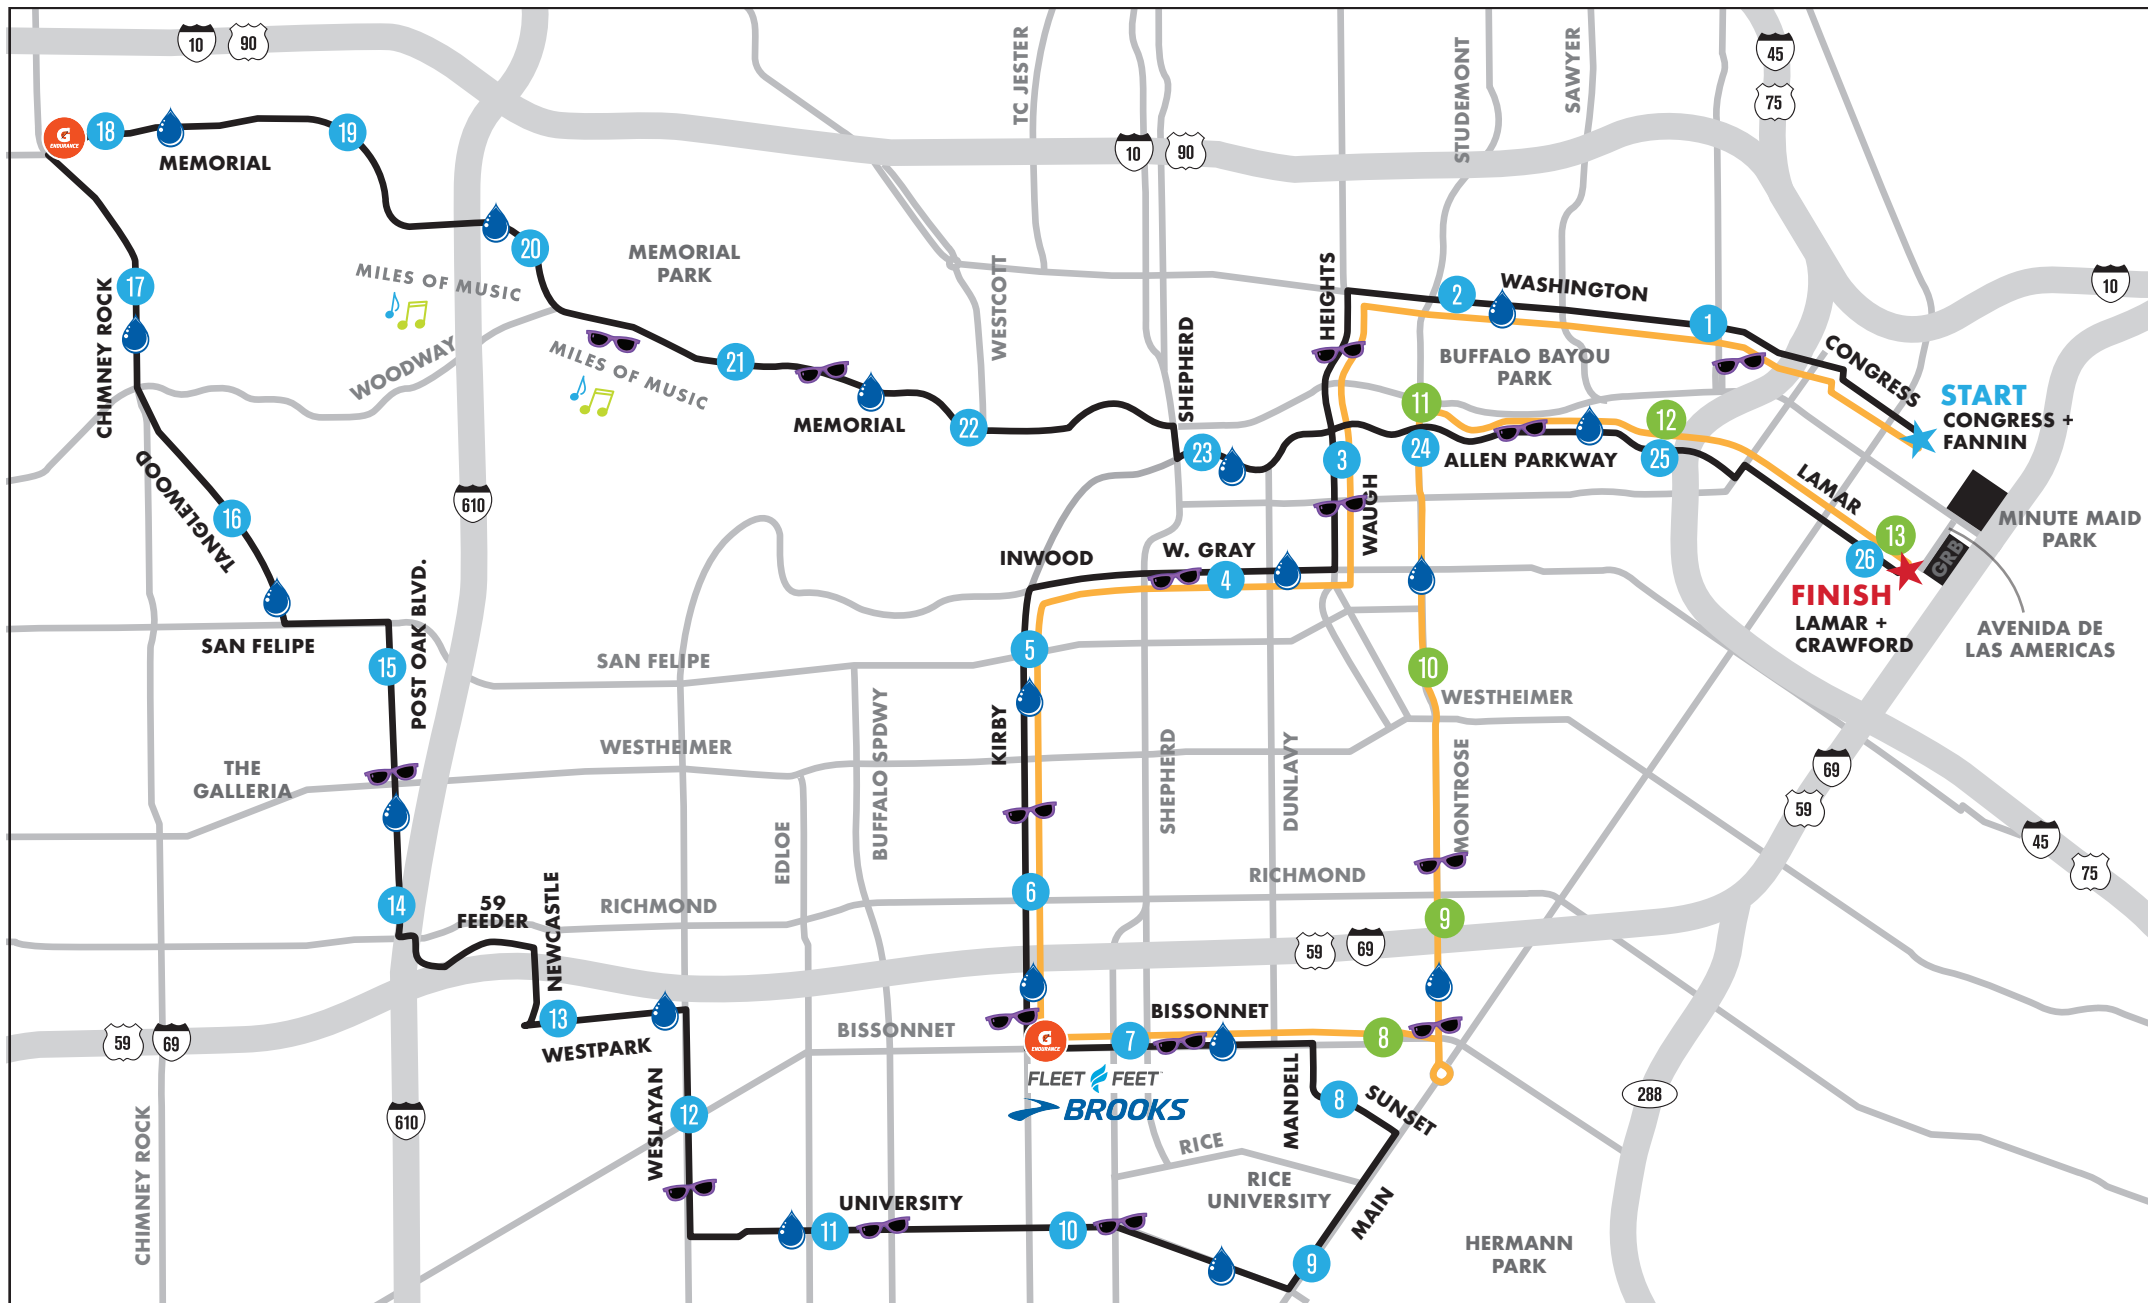 10
90
45
75
TC JESTER
STUDEMONT
SAWYER
G
ENDURANCE
18
19
MEMORIAL
10
90
20
MEMORIAL
PARK
MILES OF MUSIC
17
CHIMNEY ROCK
WESTCOTT
HEIGHTS
2
WASHINGTON
1
10
WOODWAY
MILES OF MUSIC
21
SHEPHERD
BUFFALO BAYOU
PARK
CONGRESS
START
CONGRESS +
FANNIN
MEMORIAL
22
11
12
23
3
24
ALLEN PARKWAY
25
LAMAR
TANGLEWOOD
16
610
WAUGH
MINUTE MAID
PARK
13
GRB
26
INWOOD
W. GRAY
4
FINISH
LAMAR +
CRAWFORD
AVENIDA DE
LAS AMERICAS
SAN FELIPE
15
POST OAK BLVD.
SAN FELIPE
5
10
WESTHEIMER
BUFFALO SPDWY
KIRBY
SHEPHERD
DUNLAVY
MONTROSE
WESTHEIMER
THE
GALLERIA
69
59
45
75
EDLOE
RICHMOND
6
14
59
FEEDER
NEWCASTLE
RICHMOND
9
59
69
13
WESTPARK
BISSONNET
G
ENDURANCE
7
BISSONNET
8
59
69
FLEET FEET
BROOKS
MANDELL
8
SUNSET
288
610
CHIMNEY ROCK
WESLAYAN
12
RICE
RICE
UNIVERSITY
MAIN
UNIVERSITY
11
10
9
HERMANN
PARK